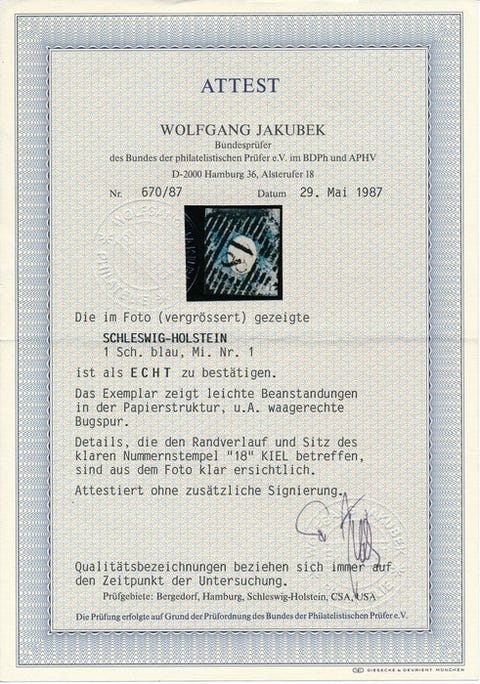 ATTEST
WOLFGANG JAKUBEK
Bundesprüfer
des Bundes der philatelistischen Prüfer e.V. im BDPh und APHV
D-2000 Hamburg 36, Alsterufer 18
Nr. 670/87 Datum 29. Mai 1987
18
Die im Foto (vergrössert) gezeigte
SCHLESWIG-HOLSTEIN
1 Sch. blau, Mi. Nr. 1
ist als E C H T zu bestätigen.
Das Exemplar zeigt leichte Beanstandungen
in der Papierstruktur, u.A. waagerechte
Bugspur.
Details, die den Randverlauf und Sitz des
klaren Nummernstempel "18" KIEL betreffen,
sind aus dem Foto klar ersichtlich.
Attestiert ohne zusätzliche Signierung.
Qualitätsbezeichnungen beziehen sich immer auf
den Zeitpunkt der Untersuchung.
Prüfgebiete: Bergedorf, Hamburg, Schleswig-Holstein, CSA, USA
Die Prüfung erfolgte auf Grund der Prüfordnung des Bundes der Philatelistischen Prüfer e.V.
GIESECKE & DEVRIENT MÜNCHEN